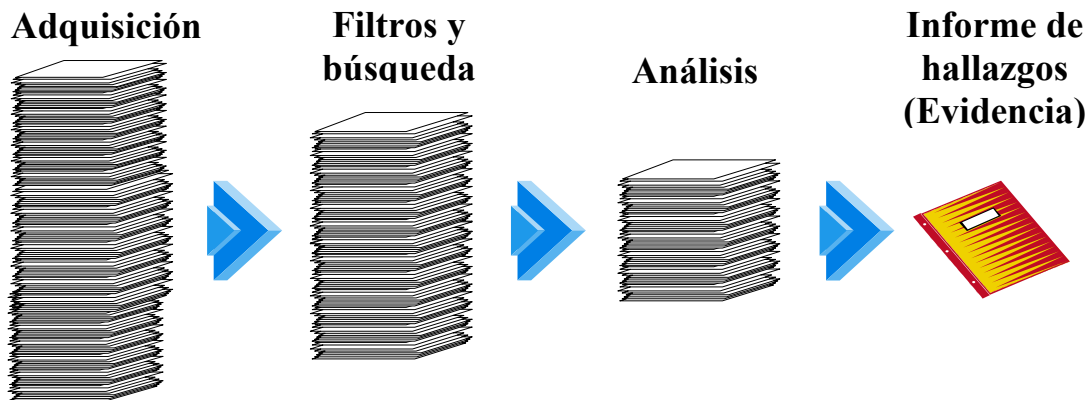 Adquisición
Filtros y
búsqueda
Análisis
Informe de
hallazgos
(Evidencia)